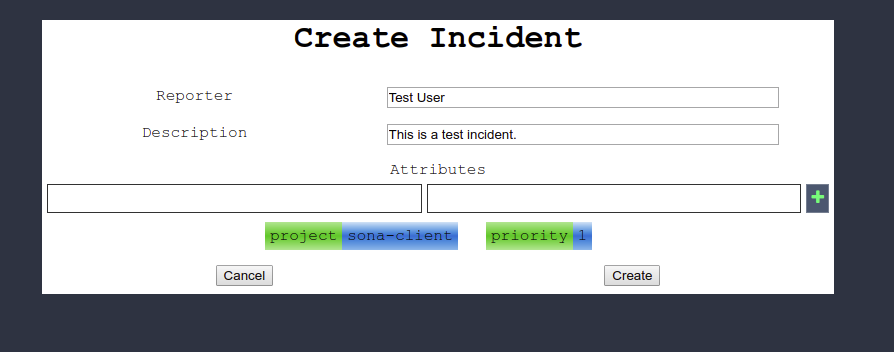 Create Incident
Reporter Test User
Description This is a test incident.
Attributes
project sona-client priority 1
Cancel Create